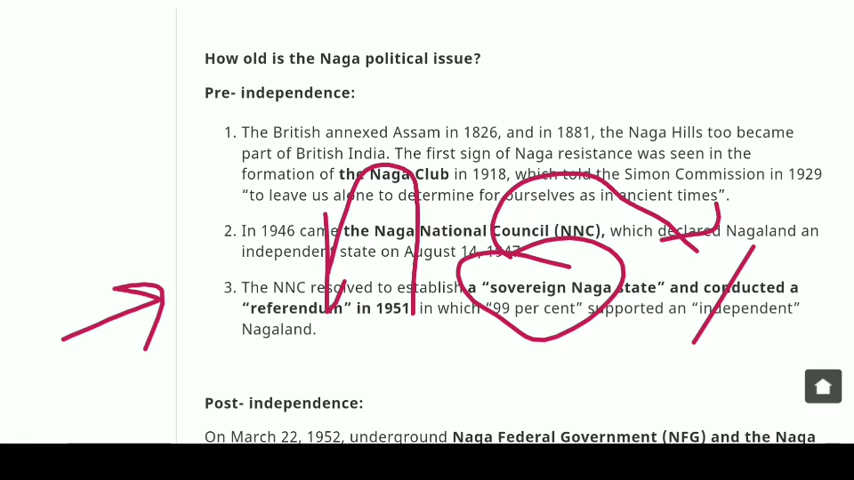 How old is the Naga political issue?
Pre- independence:
1. The British annexed Assam in 1826, and in 1881, the Naga Hills too became
part of British India. The first sign of Naga resistance was seen in the
formation of the Naga Club in 1918, which told the Simon Commission in 1929
“to leave us alone to determine for ourselves as in ancient times”.
2. In 1946 came the Naga National Council (NNC), which declared Nagaland an
independent state on August 14, 1947.
3. The NNC resolved to establish a “sovereign Naga state” and conducted a
“referendum” in 1951, in which “99 per cent” supported an “independent”
Nagaland.
Post- independence:
On March 22, 1952, underground Naga Federal Government (NFG) and the Naga